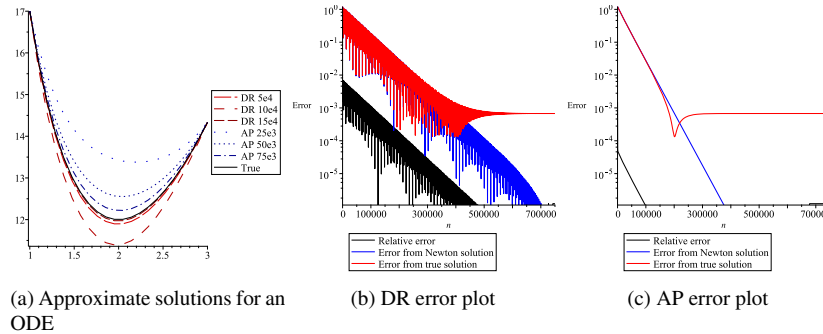 17
16
15
14
13
12
1
1.5
2
2.5
3
DR 5e4
DR 10e4
DR 15e4
AP 25e3
AP 50e3
AP 75e3
True
(a) Approximate solutions for an
ODE
10^0
10^-1
10^-2
Error
10^-3
10^-4
10^-5
0
100000
300000
500000
700000
n
Relative error
Error from Newton solution
Error from true solution
(b) DR error plot
10^0
10^-1
10^-2
Error
10^-3
10^-4
10^-5
0
100000
300000
500000
n
Relative error
Error from Newton solution
Error from true solution
(c) AP error plot